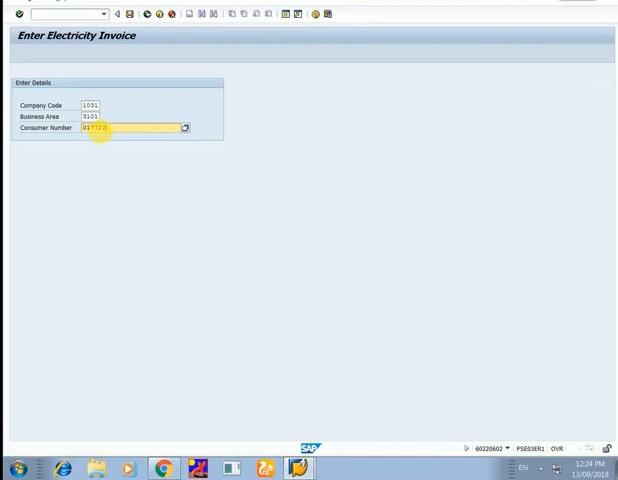 Enter Electricity Invoice
Enter Details
Company Code 1031
Business Area 3101
Consumer Number
SAP
60220602 PSE03ER1 OVR
EN
12:24 PM
13/09/2018